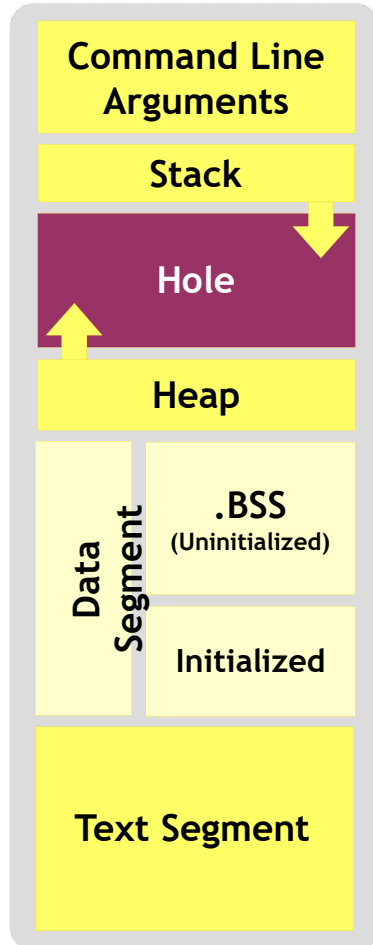 Command Line
Arguments
Stack
Hole
Heap
Data
Segment
.BSS
(Uninitialized)
Initialized
Text Segment